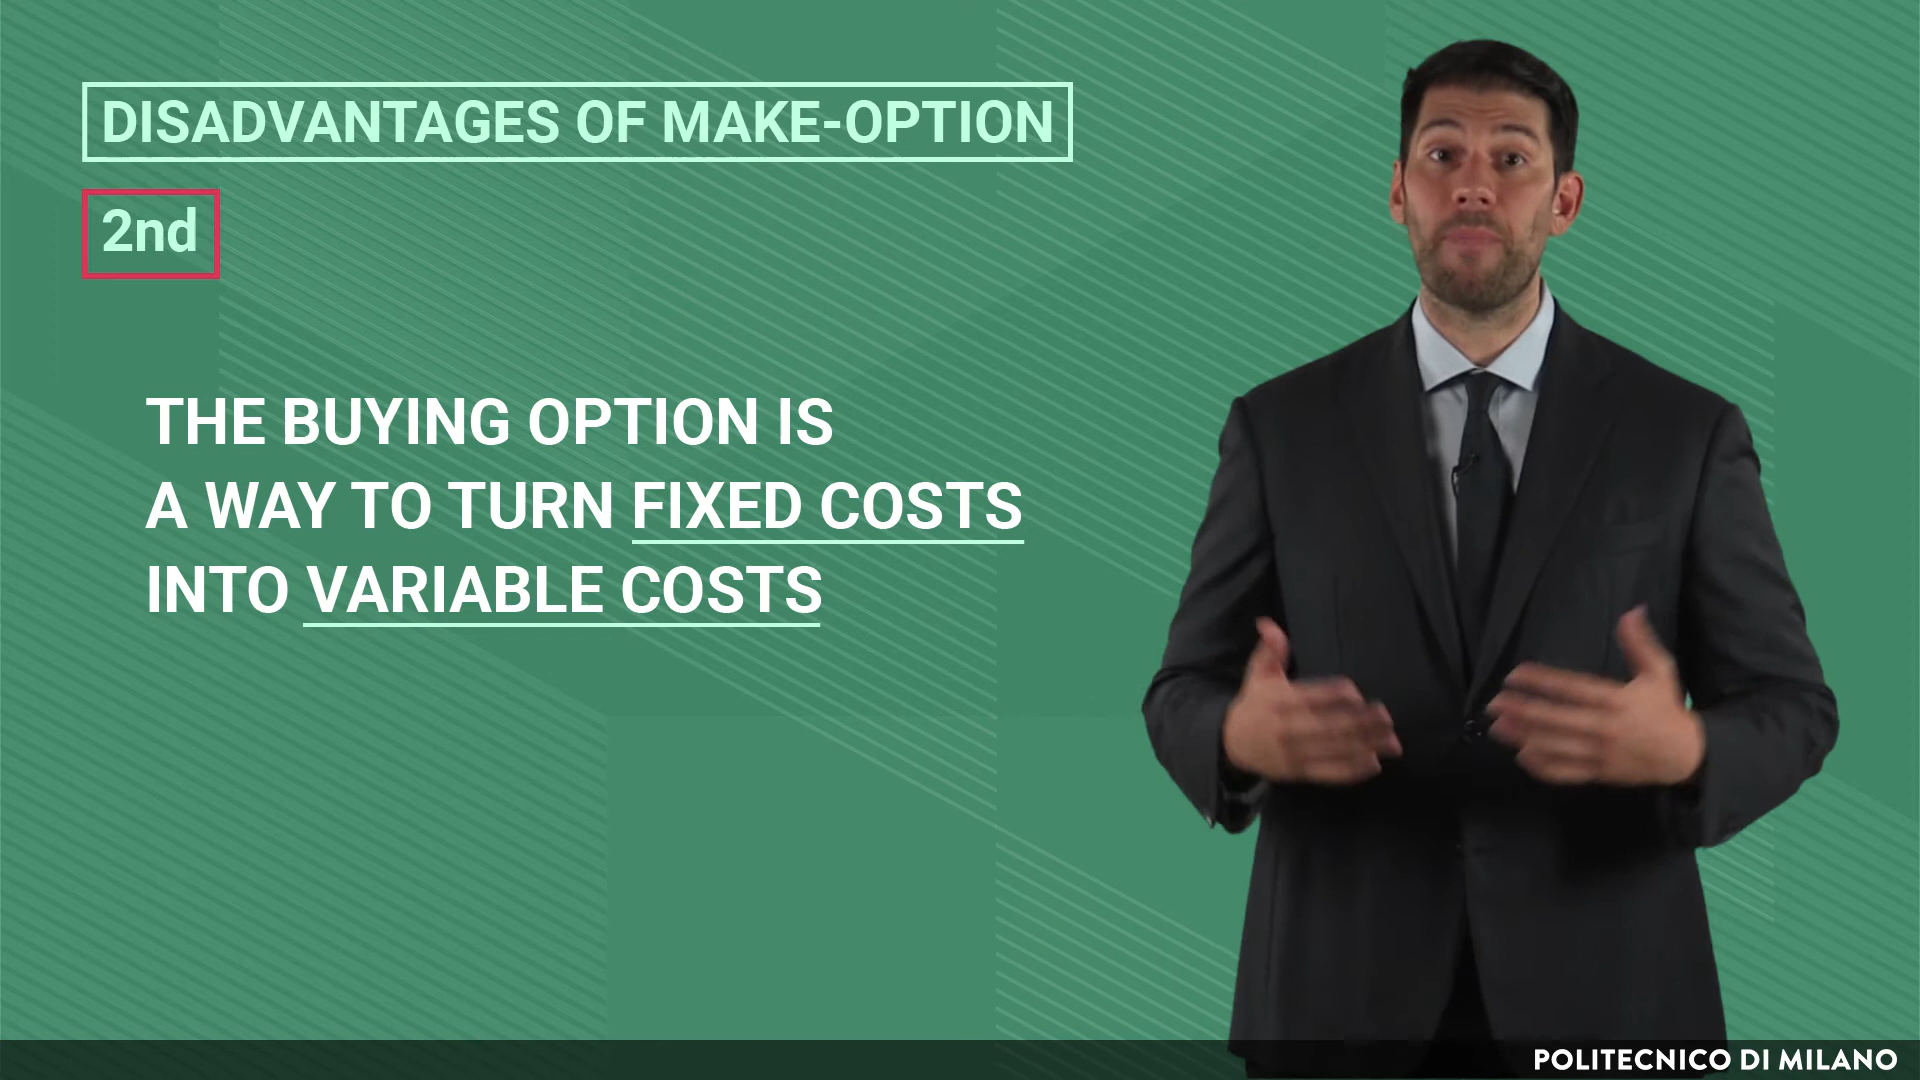 DISADVANTAGES OF MAKE-OPTION
2nd
THE BUYING OPTION IS
A WAY TO TURN FIXED COSTS
INTO VARIABLE COSTS
POLITECNICO DI MILANO